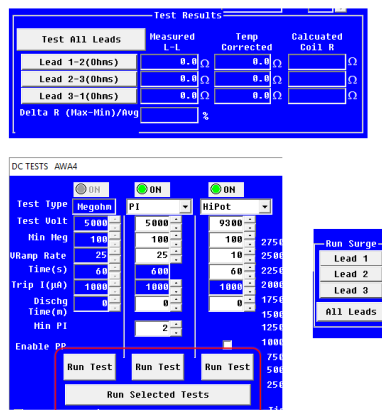 Test Results
Test All Leads
Measured L-L
Temp Corrected
Calcuated Coil R
Lead 1-2(Ohms) 0.0 Ω 0.0 Ω Ω
Lead 2-3(Ohms) 0.0 Ω 0.0 Ω Ω
Lead 3-1(Ohms) 0.0 Ω 0.0 Ω Ω
Delta R (Max-Min)/Avg %
DC TESTS AWA4
ON ON ON
Test Type Megohm PI HiPot
Test Volt 5000 5000 9300
Min Meg 100 100 100
VRamp Rate 25 25 10
Time(s) 60 600 60
Trip I(µA) 1000 1000 1000
Dischg Time(m) 0 0 0
Min PI 2
Enable PP
Run Test Run Test Run Test
Run Selected Tests
2750
2500
2250
2000
1750
1500
1250
1000
750
500
250
Run Surge
Lead 1
Lead 2
Lead 3
All Leads